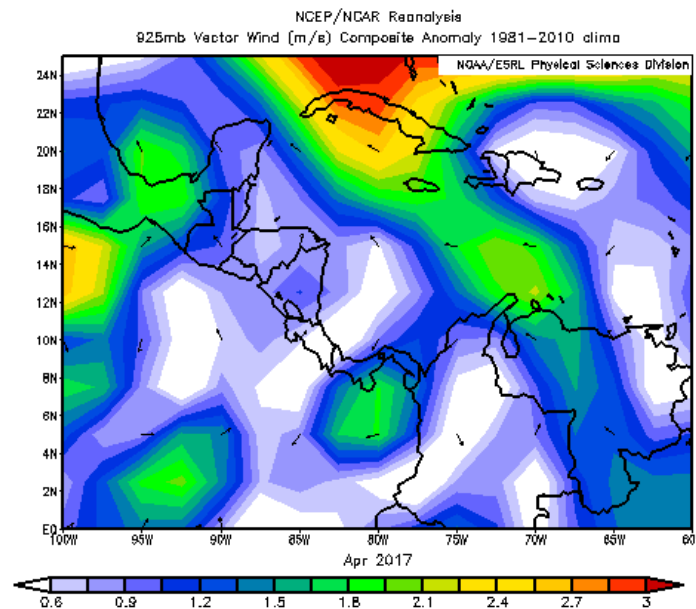 NCEP/NCAR Reanalysis
925mb Vector Wind (m/s) Composite Anomaly 1981-2010 clima
NOAA/ESRL Physical Sciences Division
24N
22N
20N
18N
16N
14N
12N
10N
8N
6N
4N
2N
EQ
100W 95W 90W 85W 80W 75W 70W 65W 60
Apr 2017
0.6 0.9 1.2 1.5 1.8 2.1 2.4 2.7 3